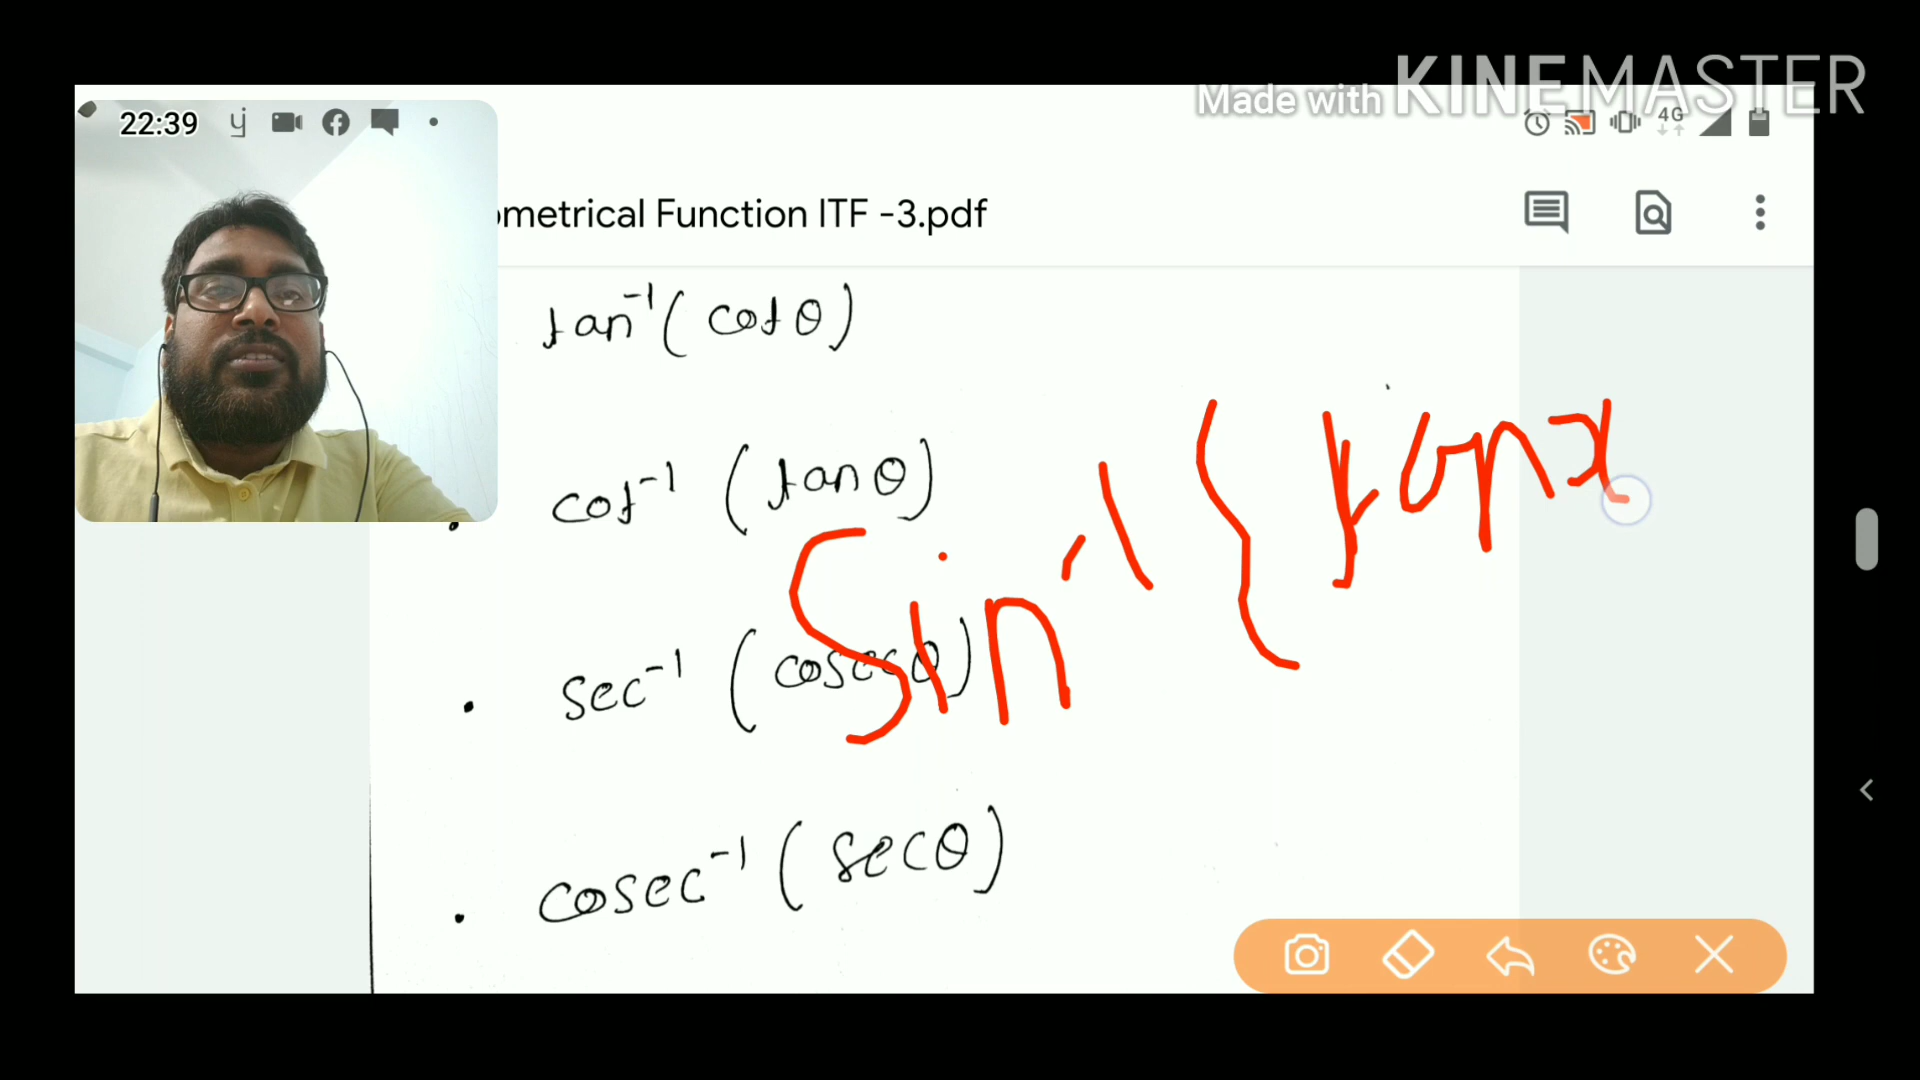 Made with KINEMASTER
22:39
4G
ometrical Function ITF -3.pdf
tan⁻¹( cot θ )
cot⁻¹ ( tan θ )
sin⁻¹ { tan x
• sec⁻¹ ( cosec θ )
• cosec⁻¹ ( sec θ )